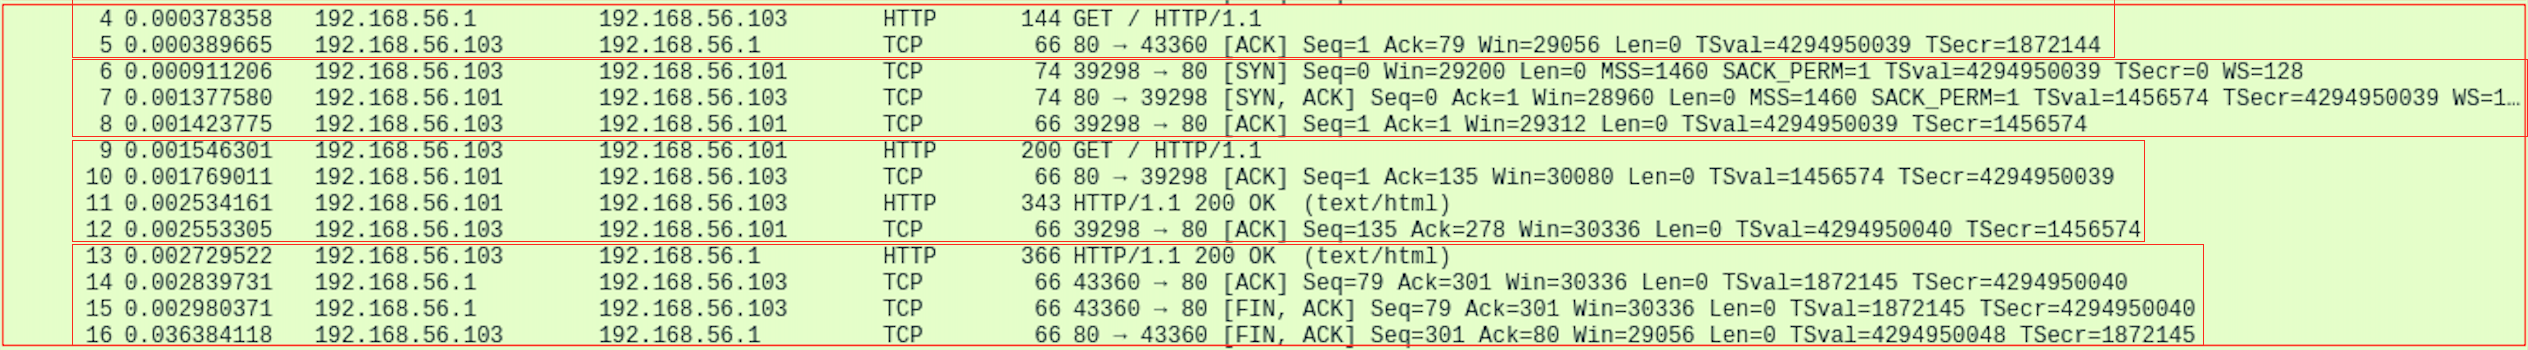 4 0.000378358 192.168.56.1 192.168.56.103 HTTP 144 GET / HTTP/1.1
5 0.000389665 192.168.56.103 192.168.56.1 TCP 66 80 → 43360 [ACK] Seq=1 Ack=79 Win=29056 Len=0 TSval=4294950039 TSecr=1872144
6 0.000911206 192.168.56.103 192.168.56.101 TCP 74 39298 → 80 [SYN] Seq=0 Win=29200 Len=0 MSS=1460 SACK_PERM=1 TSval=4294950039 TSecr=0 WS=128
7 0.001377580 192.168.56.101 192.168.56.103 TCP 74 80 → 39298 [SYN, ACK] Seq=0 Ack=1 Win=28960 Len=0 MSS=1460 SACK_PERM=1 TSval=1456574 TSecr=4294950039 WS=1…
8 0.001423775 192.168.56.103 192.168.56.101 TCP 66 39298 → 80 [ACK] Seq=1 Ack=1 Win=29312 Len=0 TSval=4294950039 TSecr=1456574
9 0.001546301 192.168.56.103 192.168.56.101 HTTP 200 GET / HTTP/1.1
10 0.001769011 192.168.56.101 192.168.56.103 TCP 66 80 → 39298 [ACK] Seq=1 Ack=135 Win=30080 Len=0 TSval=1456574 TSecr=4294950039
11 0.002534161 192.168.56.101 192.168.56.103 HTTP 343 HTTP/1.1 200 OK (text/html)
12 0.002553305 192.168.56.103 192.168.56.101 TCP 66 39298 → 80 [ACK] Seq=135 Ack=278 Win=30336 Len=0 TSval=4294950040 TSecr=1456574
13 0.002729522 192.168.56.103 192.168.56.1 HTTP 366 HTTP/1.1 200 OK (text/html)
14 0.002839731 192.168.56.1 192.168.56.103 TCP 66 43360 → 80 [ACK] Seq=79 Ack=301 Win=30336 Len=0 TSval=1872145 TSecr=4294950040
15 0.002980371 192.168.56.1 192.168.56.103 TCP 66 43360 → 80 [FIN, ACK] Seq=79 Ack=301 Win=30336 Len=0 TSval=1872145 TSecr=4294950040
16 0.036384118 192.168.56.103 192.168.56.1 TCP 66 80 → 43360 [FIN, ACK] Seq=301 Ack=80 Win=29056 Len=0 TSval=4294950048 TSecr=1872145